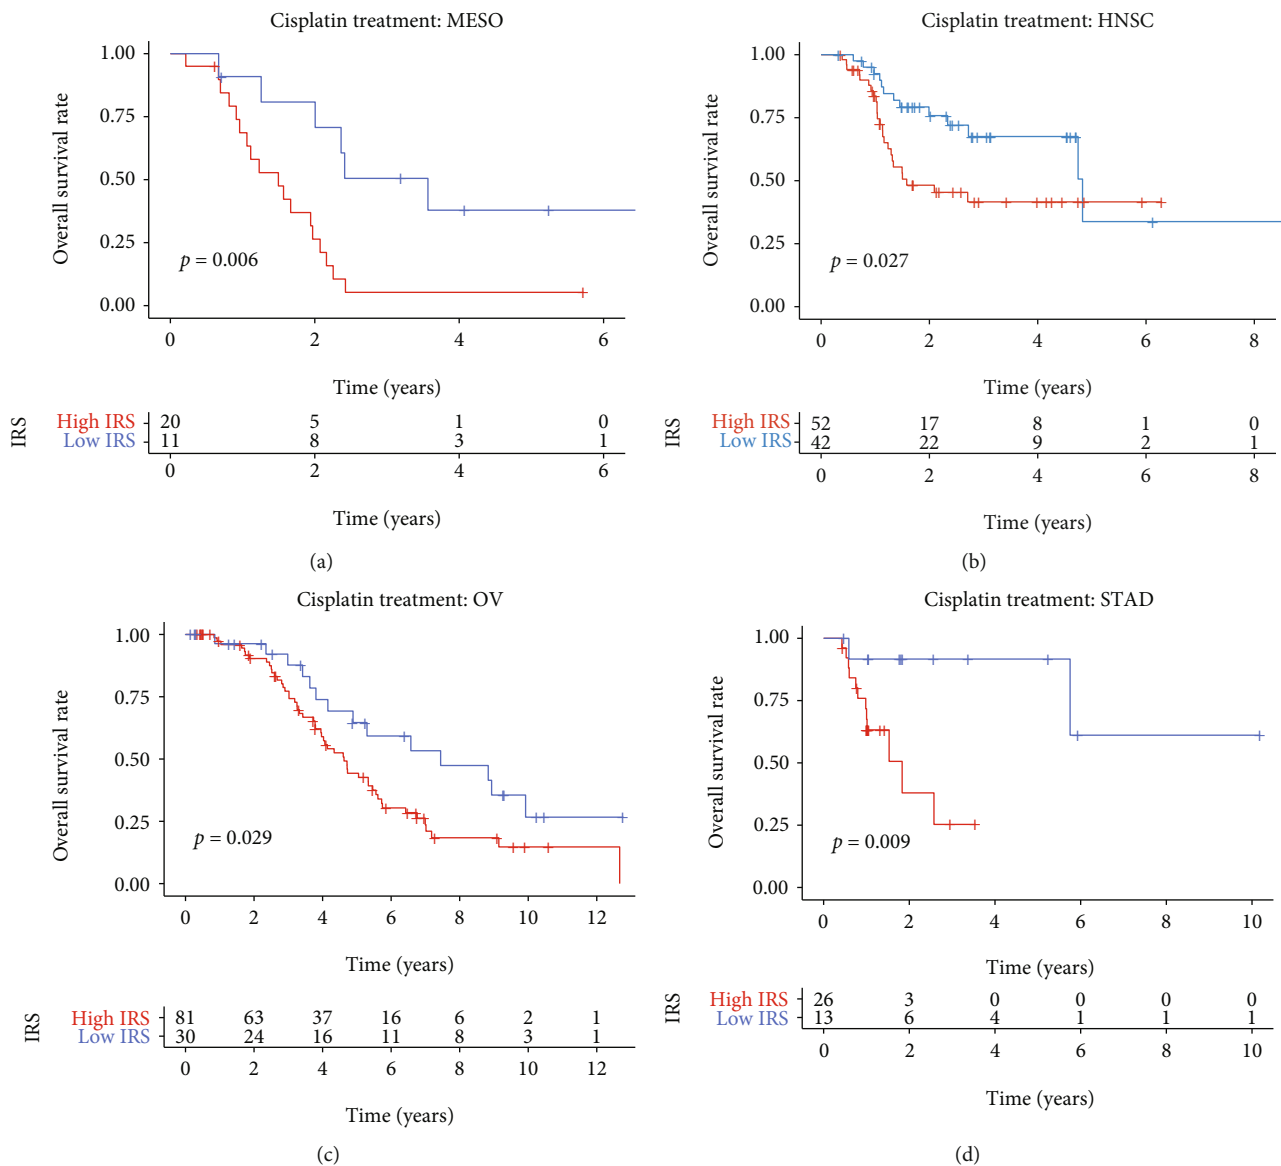 Cisplatin treatment: MESO
Overall survival rate
1.00
0.75
0.50
0.25
0.00
p = 0.006
0 2 4 6
Time (years)
IRS
High IRS 20 5 1 0
Low IRS 11 8 3 1
0 2 4 6
Time (years)
(a)
Cisplatin treatment: HNSC
Overall survival rate
1.00
0.75
0.50
0.25
0.00
p = 0.027
0 2 4 6 8
Time (years)
IRS
High IRS 52 17 8 1 0
Low IRS 42 22 9 2 1
0 2 4 6 8
Time (years)
(b)
Cisplatin treatment: OV
Overall survival rate
1.00
0.75
0.50
0.25
0.00
p = 0.029
0 2 4 6 8 10 12
Time (years)
IRS
High IRS 81 63 37 16 6 2 1
Low IRS 30 24 16 11 8 3 1
0 2 4 6 8 10 12
Time (years)
(c)
Cisplatin treatment: STAD
Overall survival rate
1.00
0.75
0.50
0.25
0.00
p = 0.009
0 2 4 6 8 10
Time (years)
IRS
High IRS 26 3 0 0 0 0
Low IRS 13 6 4 1 1 1
0 2 4 6 8 10
Time (years)
(d)